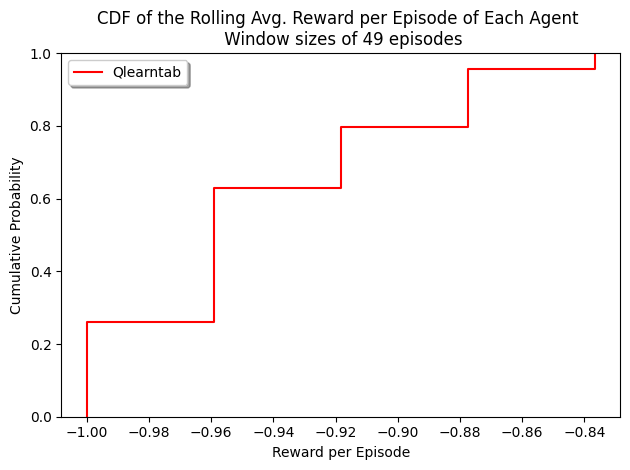 CDF of the Rolling Avg. Reward per Episode of Each Agent
Window sizes of 49 episodes
Qlearntab
Cumulative Probability
1.0
0.8
0.6
0.4
0.2
0.0
−1.00 −0.98 −0.96 −0.94 −0.92 −0.90 −0.88 −0.86 −0.84
Reward per Episode